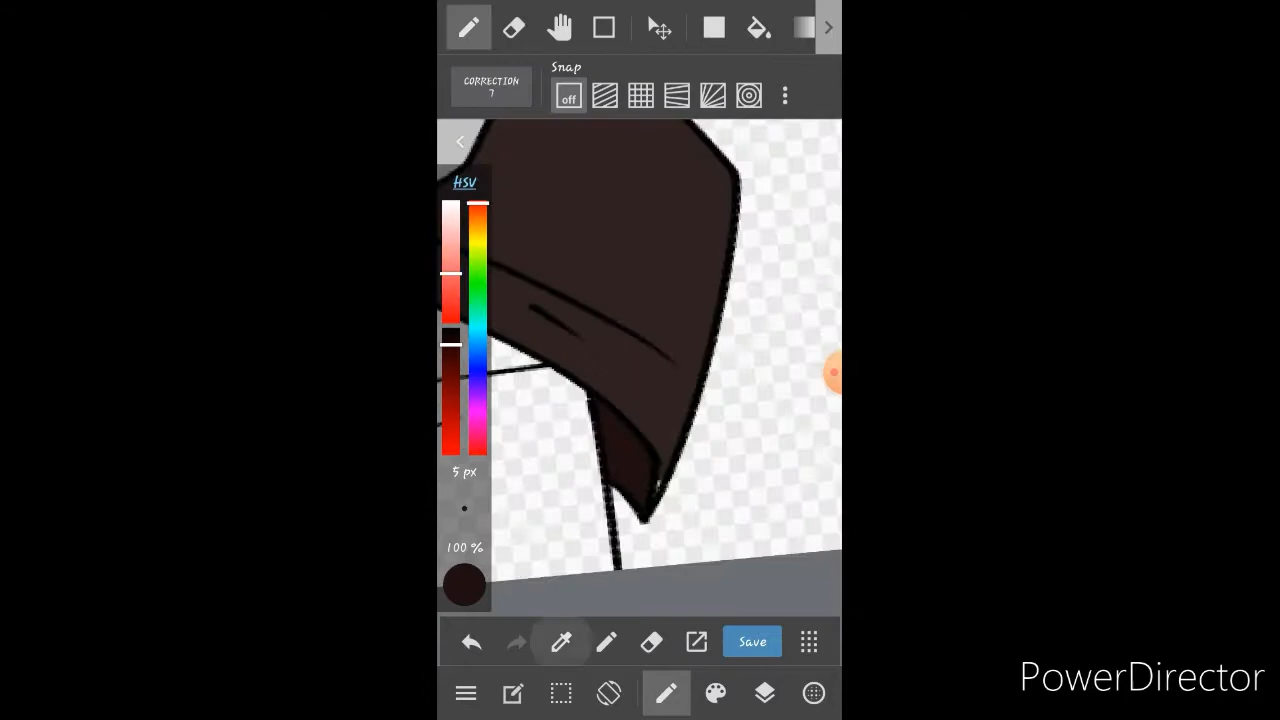 Snap
CORRECTION
7
off
HSV
5 px
100 %
Save
PowerDirector